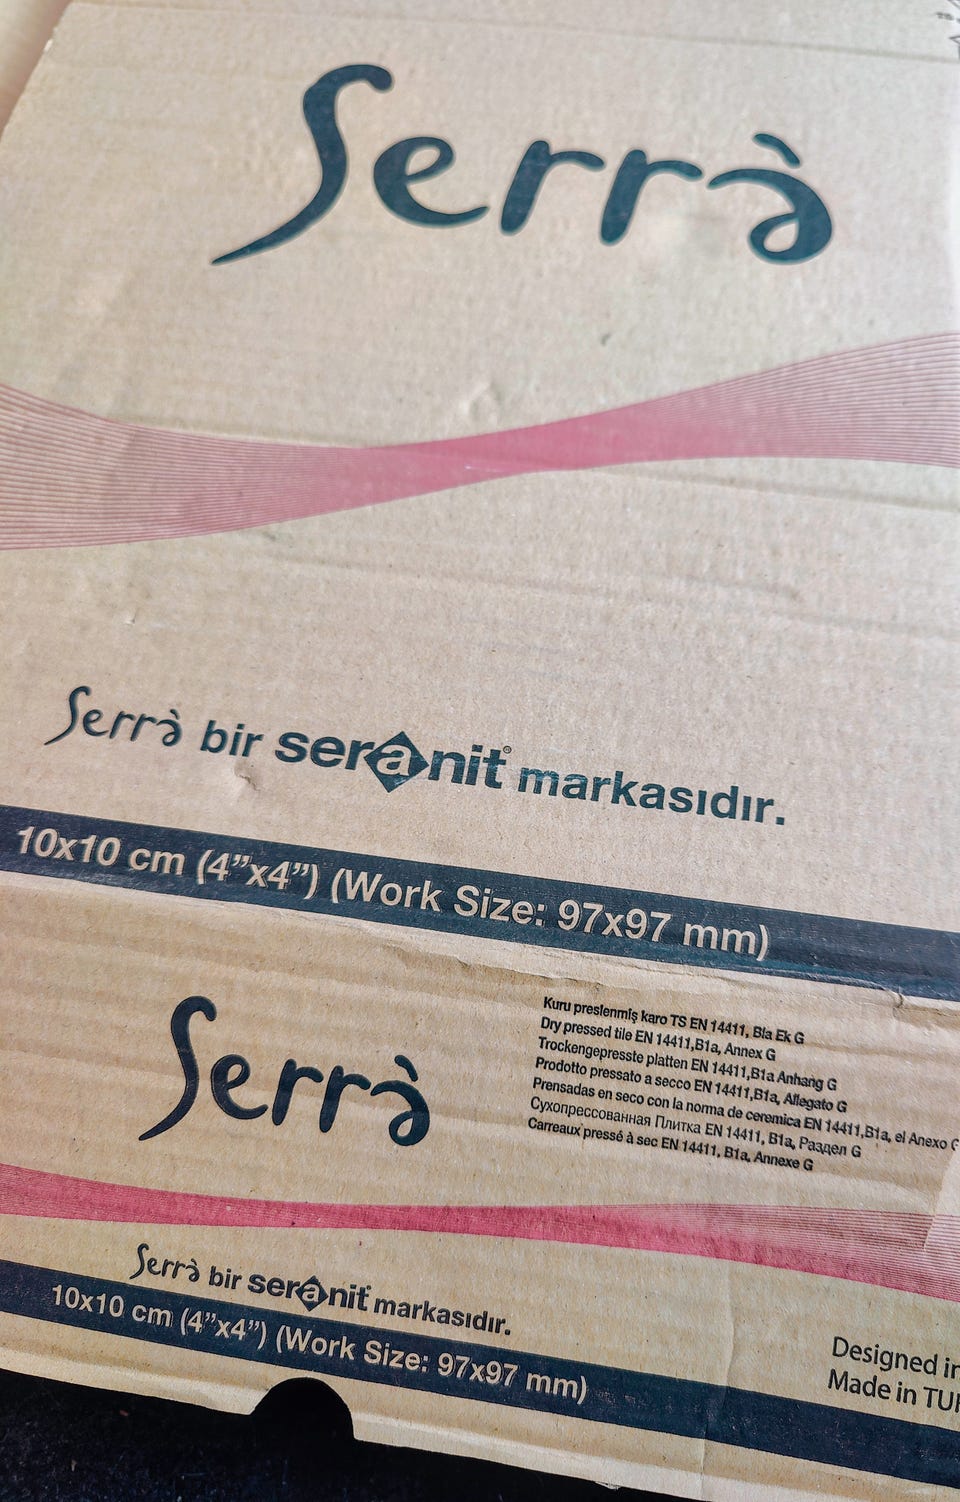 Serrà
Serrà bir seranit® markasıdır.
10x10 cm (4”x4”) (Work Size: 97x97 mm)
Serrà
Kuru preslenmiş karo TS EN 14411, Bla Ek G
Dry pressed tile EN 14411,B1a, Annex G
Trockengepresste platten EN 14411,B1a Anhang G
Prodotto pressato a secco EN 14411,B1a, Allegato G
Prensadas en seco con la norma de ceremica EN 14411,B1a, el Anexo G
Сухопрессованная Плитка EN 14411, B1a, Раздел G
Carreaux pressé à sec EN 14411, B1a, Annexe G
Serrà bir seranit markasıdır.
10x10 cm (4”x4”) (Work Size: 97x97 mm)
Designed in
Made in TUR